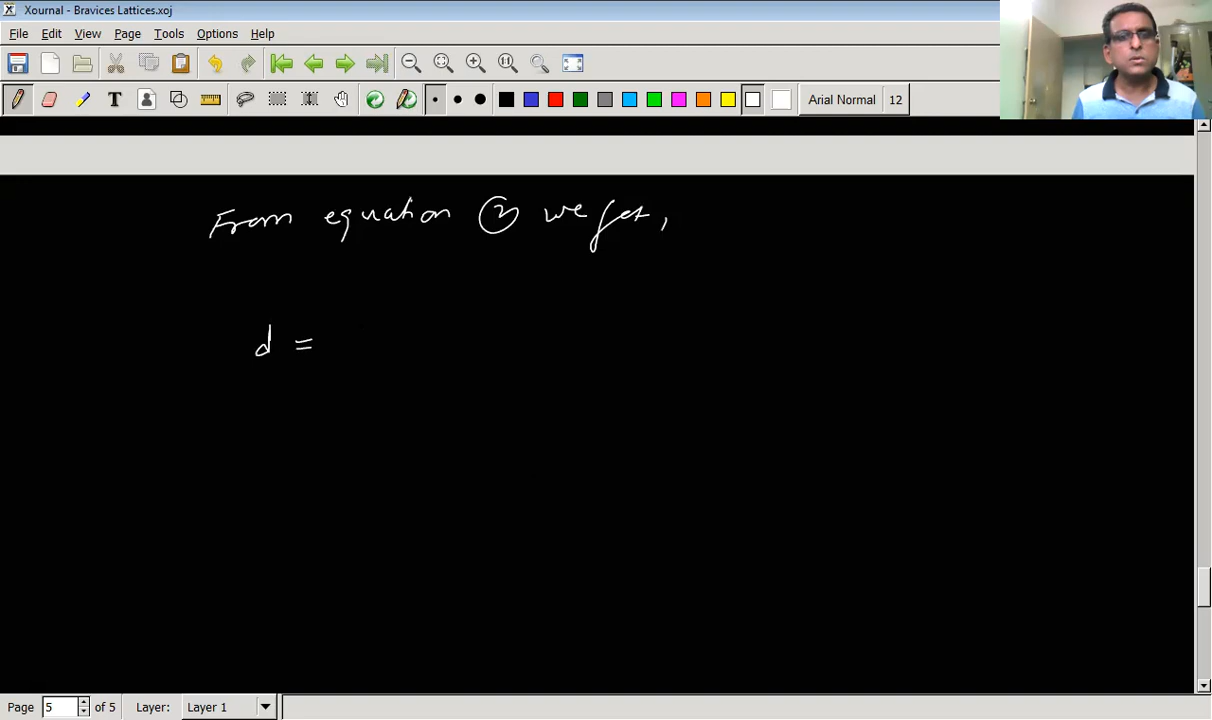 Xournal - Bravices Lattices.xoj
File Edit View Page Tools Options Help
Arial Normal 12
From equation ② we get,
d =
Page 5 of 5 Layer: Layer 1